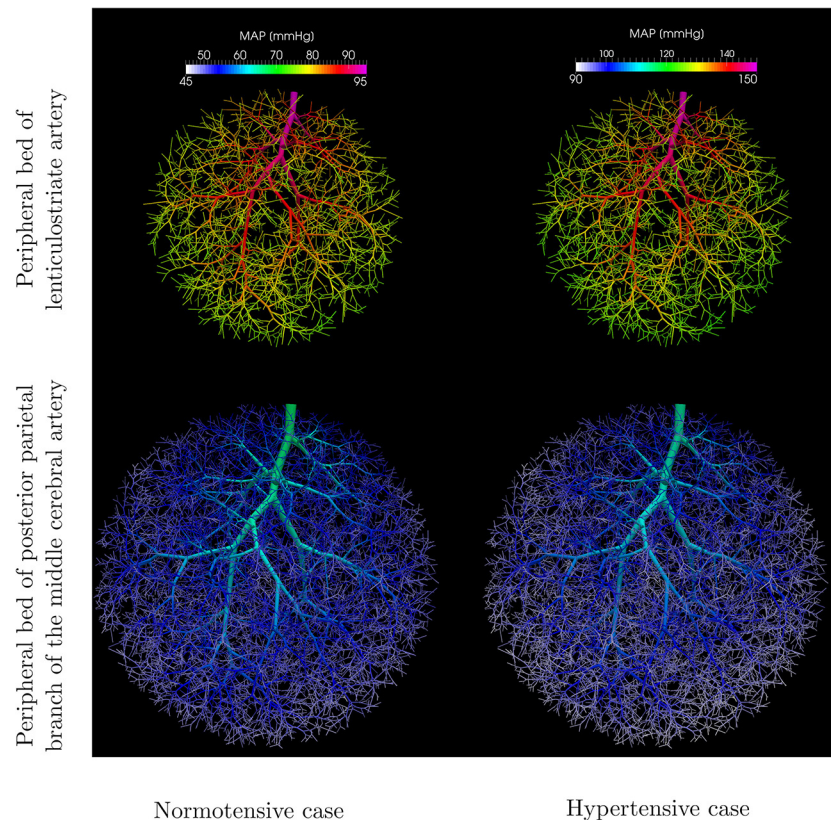 MAP (mmHg)
50 60 70 80 90
45 95
MAP (mmHg)
100 120 140
90 150
Peripheral bed of
lenticulostriate artery
Peripheral bed of posterior parietal
branch of the middle cerebral artery
Normotensive case
Hypertensive case